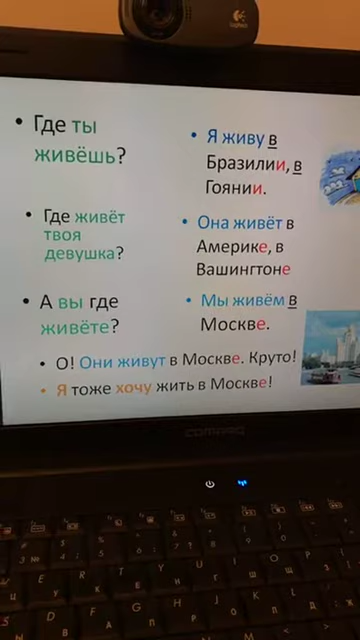 logitech
• Где ты
живёшь?
• Я живу в
Бразилии, в
Гоянии.
• Где живёт
твоя
девушка?
• Она живёт в
Америке, в
Вашингтоне
• А вы где
живёте?
• Мы живём в
Москве.
• О! Они живут в Москве. Круто!
• Я тоже хочу жить в Москве!
COMPAQ